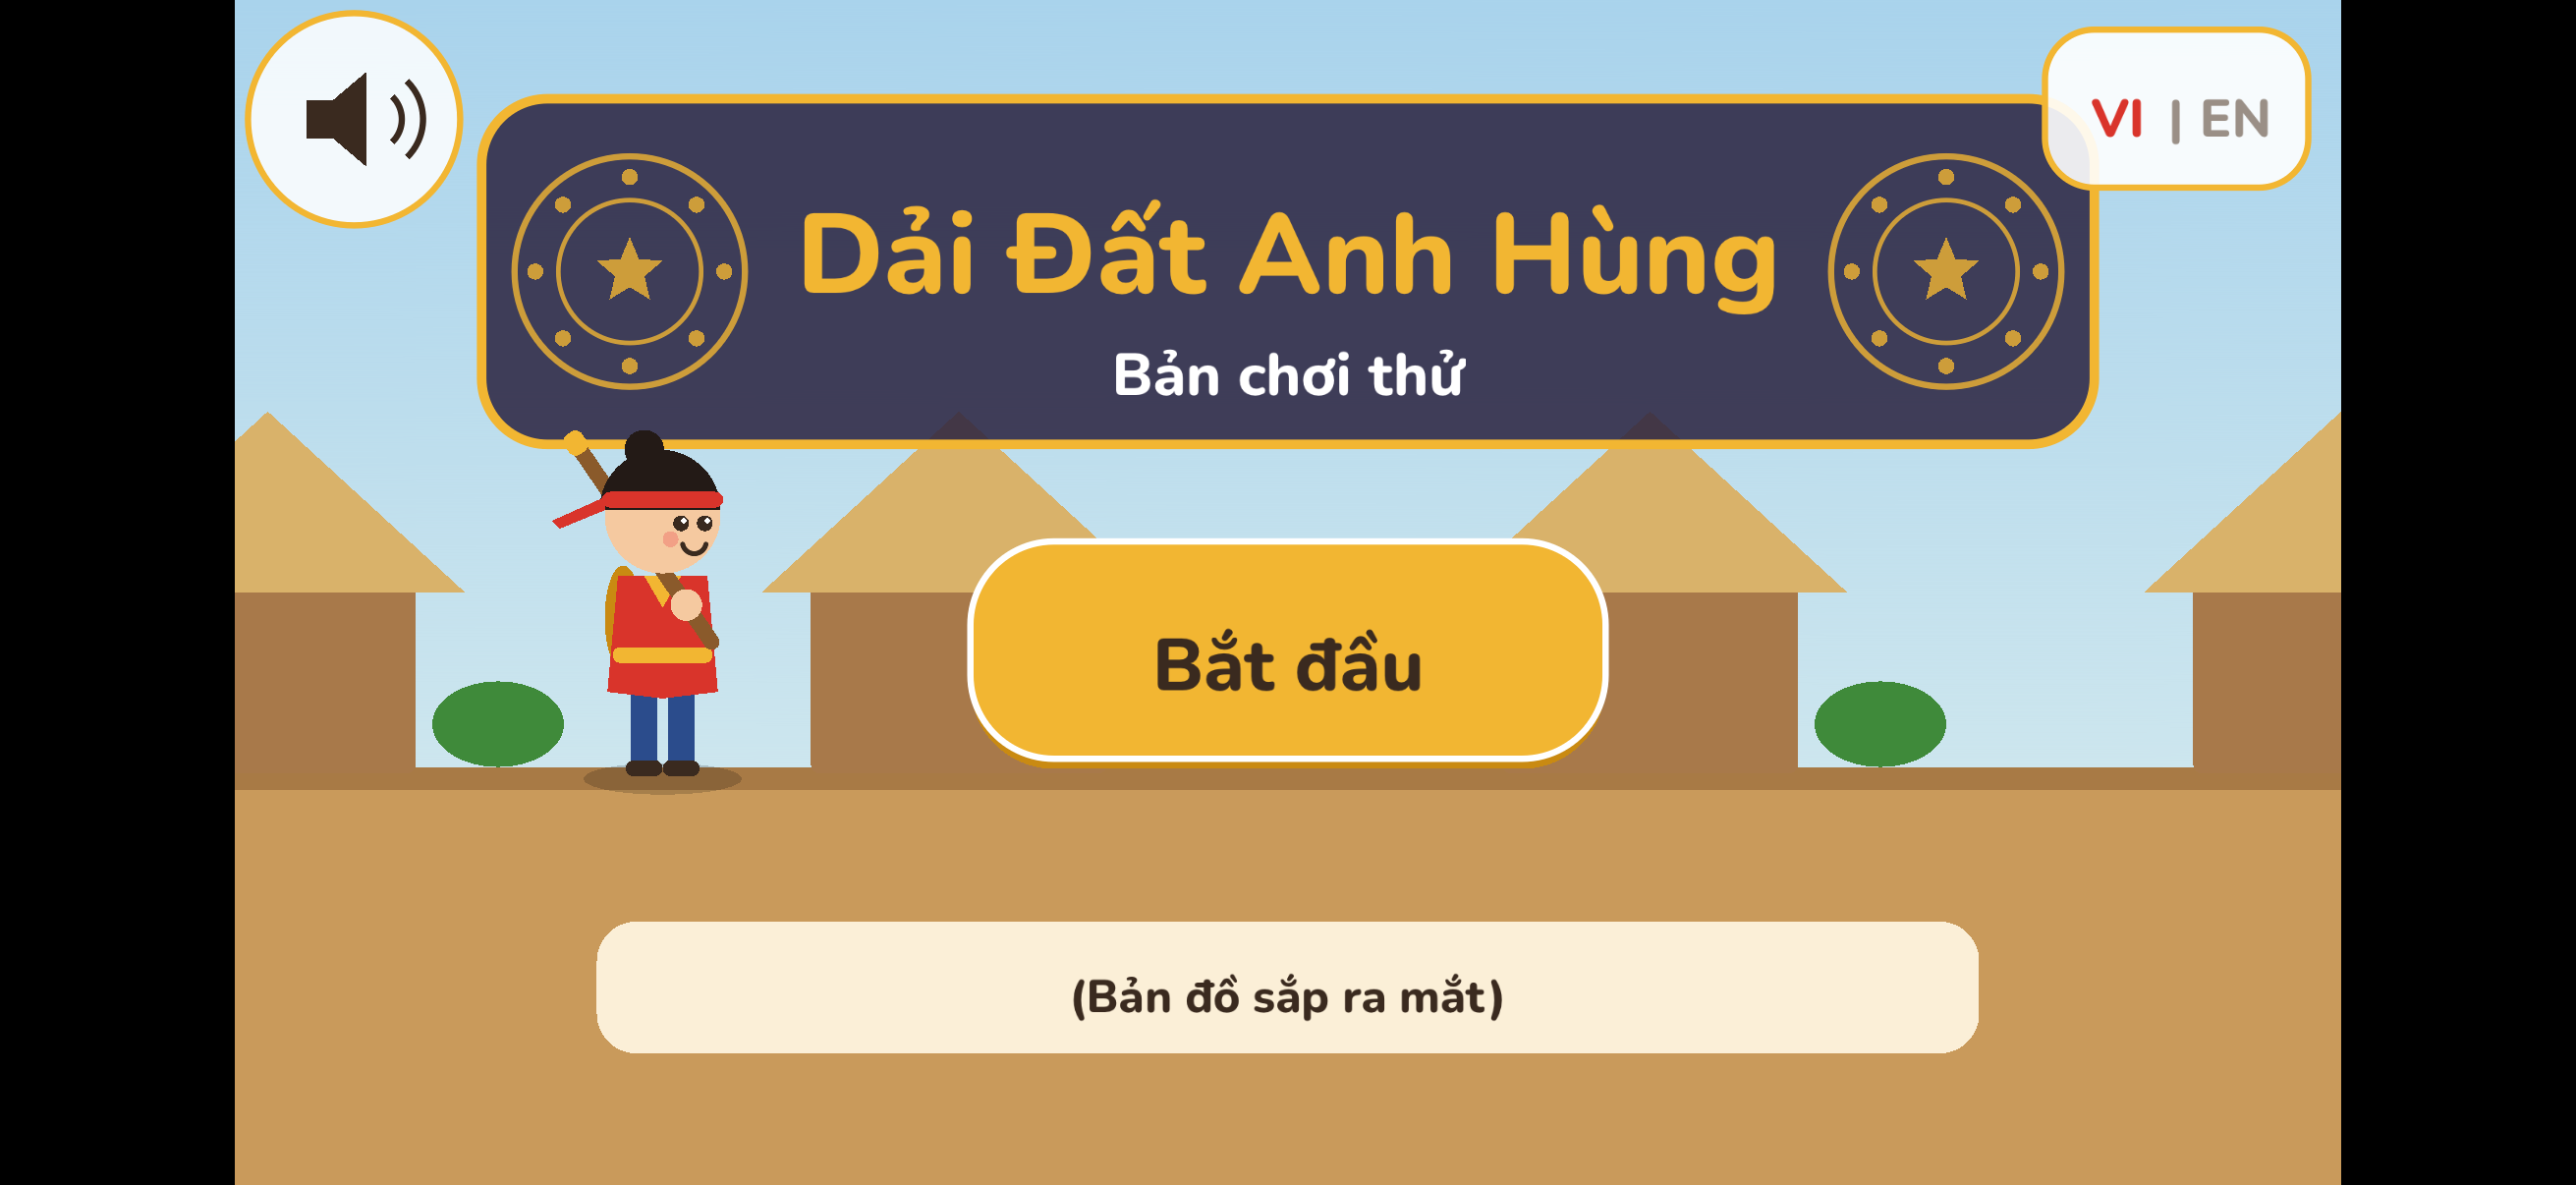 VI | EN
Dải Đất Anh Hùng
Bản chơi thử
Bắt đầu
(Bản đồ sắp ra mắt)